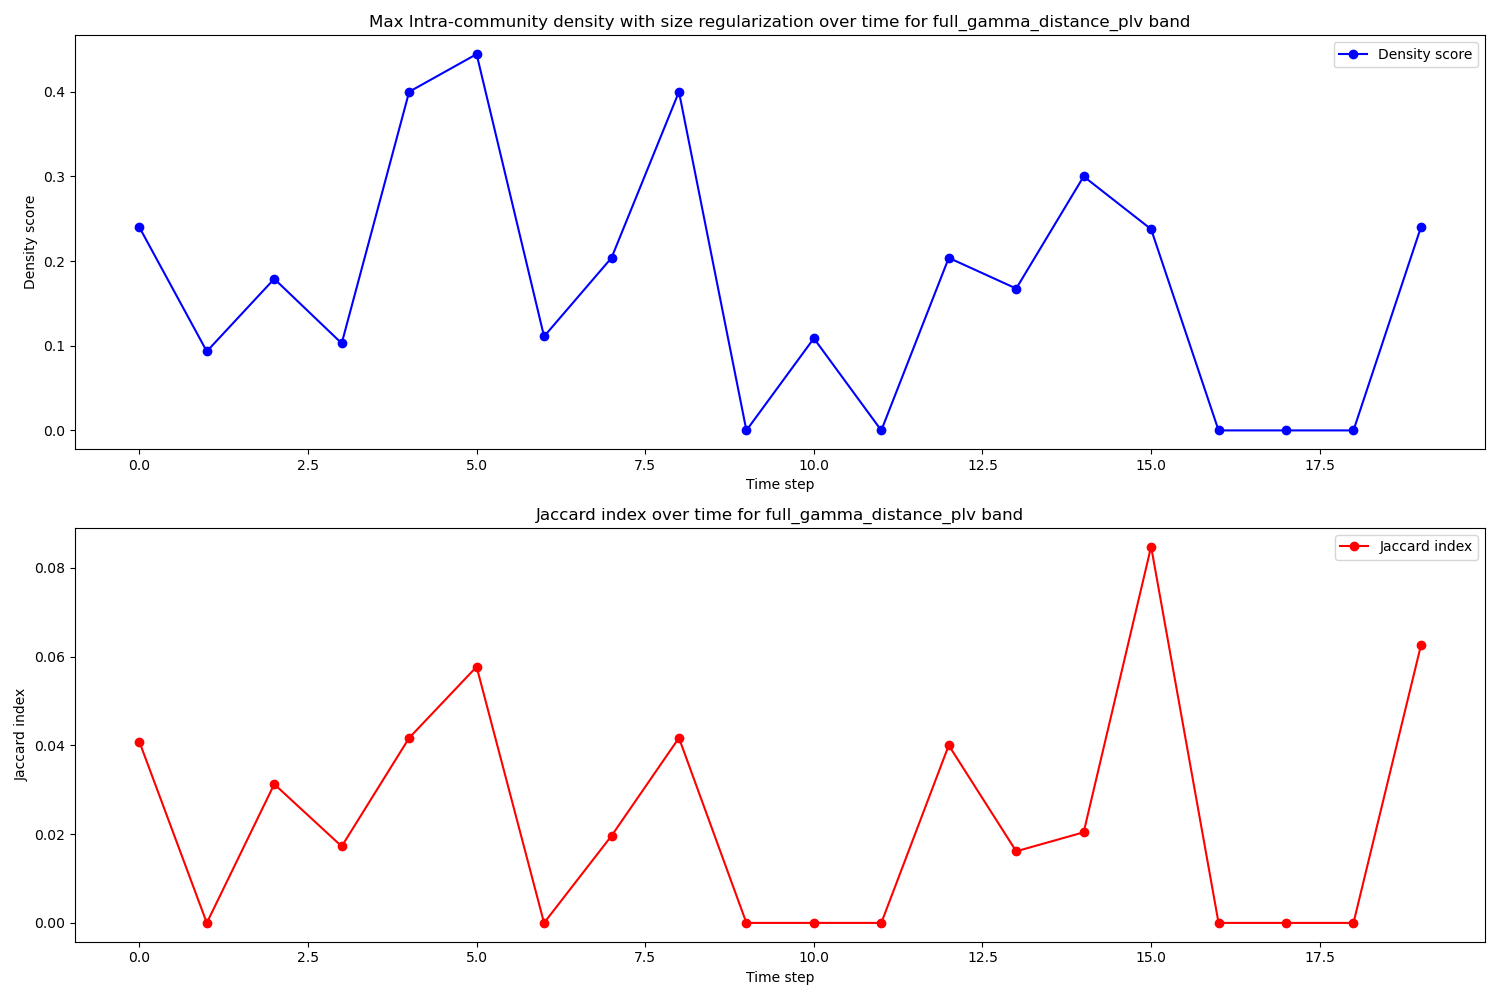 Max Intra-community density with size regularization over time for full_gamma_distance_plv band
Density score
Density score
0.4
0.3
0.2
0.1
0.0
0.0 2.5 5.0 7.5 10.0 12.5 15.0 17.5
Time step
Jaccard index over time for full_gamma_distance_plv band
Jaccard index
Jaccard index
0.08
0.06
0.04
0.02
0.00
0.0 2.5 5.0 7.5 10.0 12.5 15.0 17.5
Time step